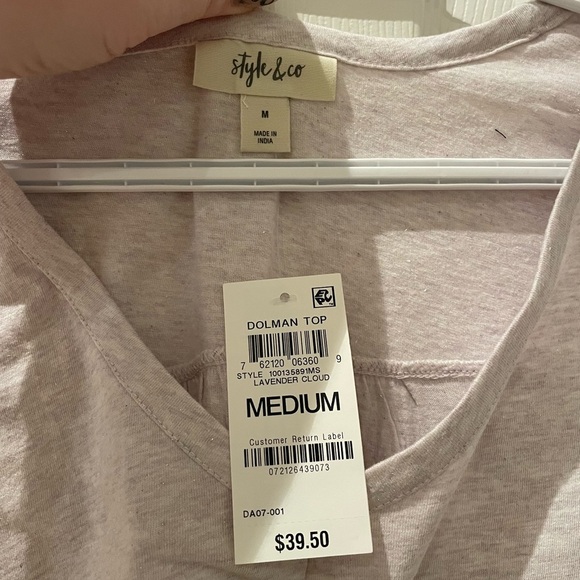 style & co
M
MADE IN
INDIA
DOLMAN TOP
7 62120 06360 9
STYLE 100135891MS
LAVENDER CLOUD
MEDIUM
Customer Return Label
072126439073
DA07-001
$39.50